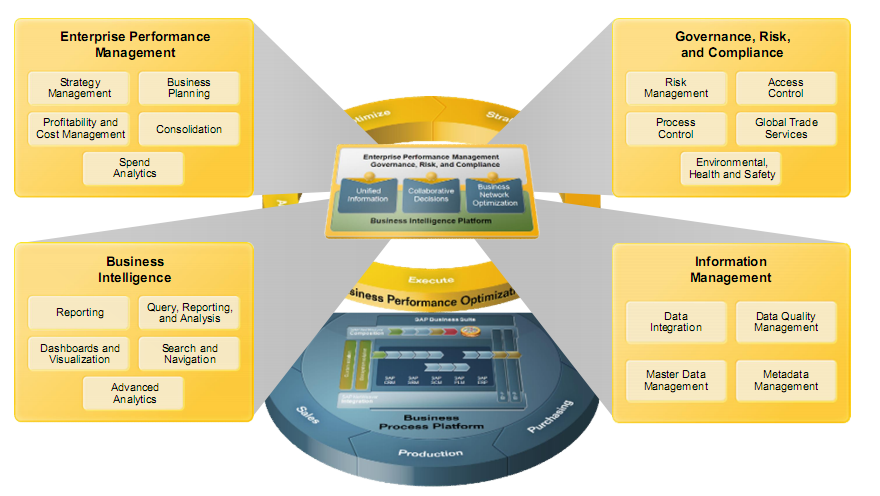 Enterprise Performance
Management
Strategy
Management
Business
Planning
Profitability and
Cost Management
Consolidation
Spend
Analytics
Governance, Risk,
and Compliance
Risk
Management
Access
Control
Process
Control
Global Trade
Services
Environmental,
Health and Safety
Enterprise Performance Management
Governance, Risk, and Compliance
Unified
Information
Collaborative
Decisions
Business
Network
Optimization
Business Intelligence Platform
Business
Intelligence
Reporting
Query, Reporting,
and Analysis
Dashboards and
Visualization
Search and
Navigation
Advanced
Analytics
Information
Management
Data
Integration
Data Quality
Management
Master Data
Management
Metadata
Management
Execute
siness Performance Optimizat
SAP Business Suite
SAP
CRM
SAP
SRM
SAP
SCM
SAP
PLM
SAP
ERP
Business
Process Platform
Sales
Production
Purchasing